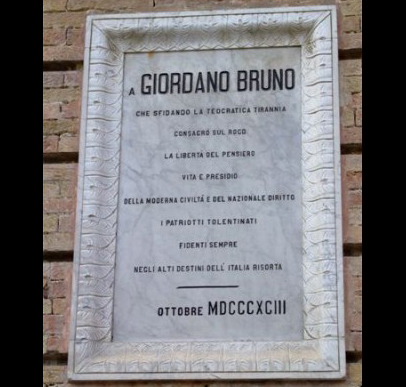 A GIORDANO BRUNO
CHE SFIDANDO LA TEOCRATICA TIRANNIA
CONSACRÒ SUL ROGO
LA LIBERTÀ DEL PENSIERO
VITA E PRESIDIO
DELLA MODERNA CIVILTÀ E DEL NAZIONALE DIRITTO
I PATRIOTTI TOLENTINATI
FIDENTI SEMPRE
NEGLI ALTI DESTINI DELL'ITALIA RISORTA
OTTOBRE MDCCCXCIII